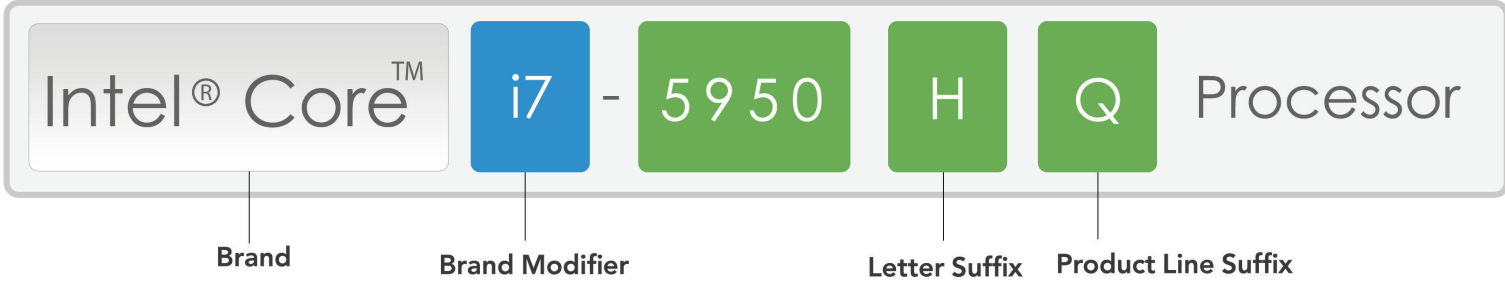 Intel® Core™ i7 - 5950 H Q Processor
Brand
Brand Modifier
Letter Suffix
Product Line Suffix